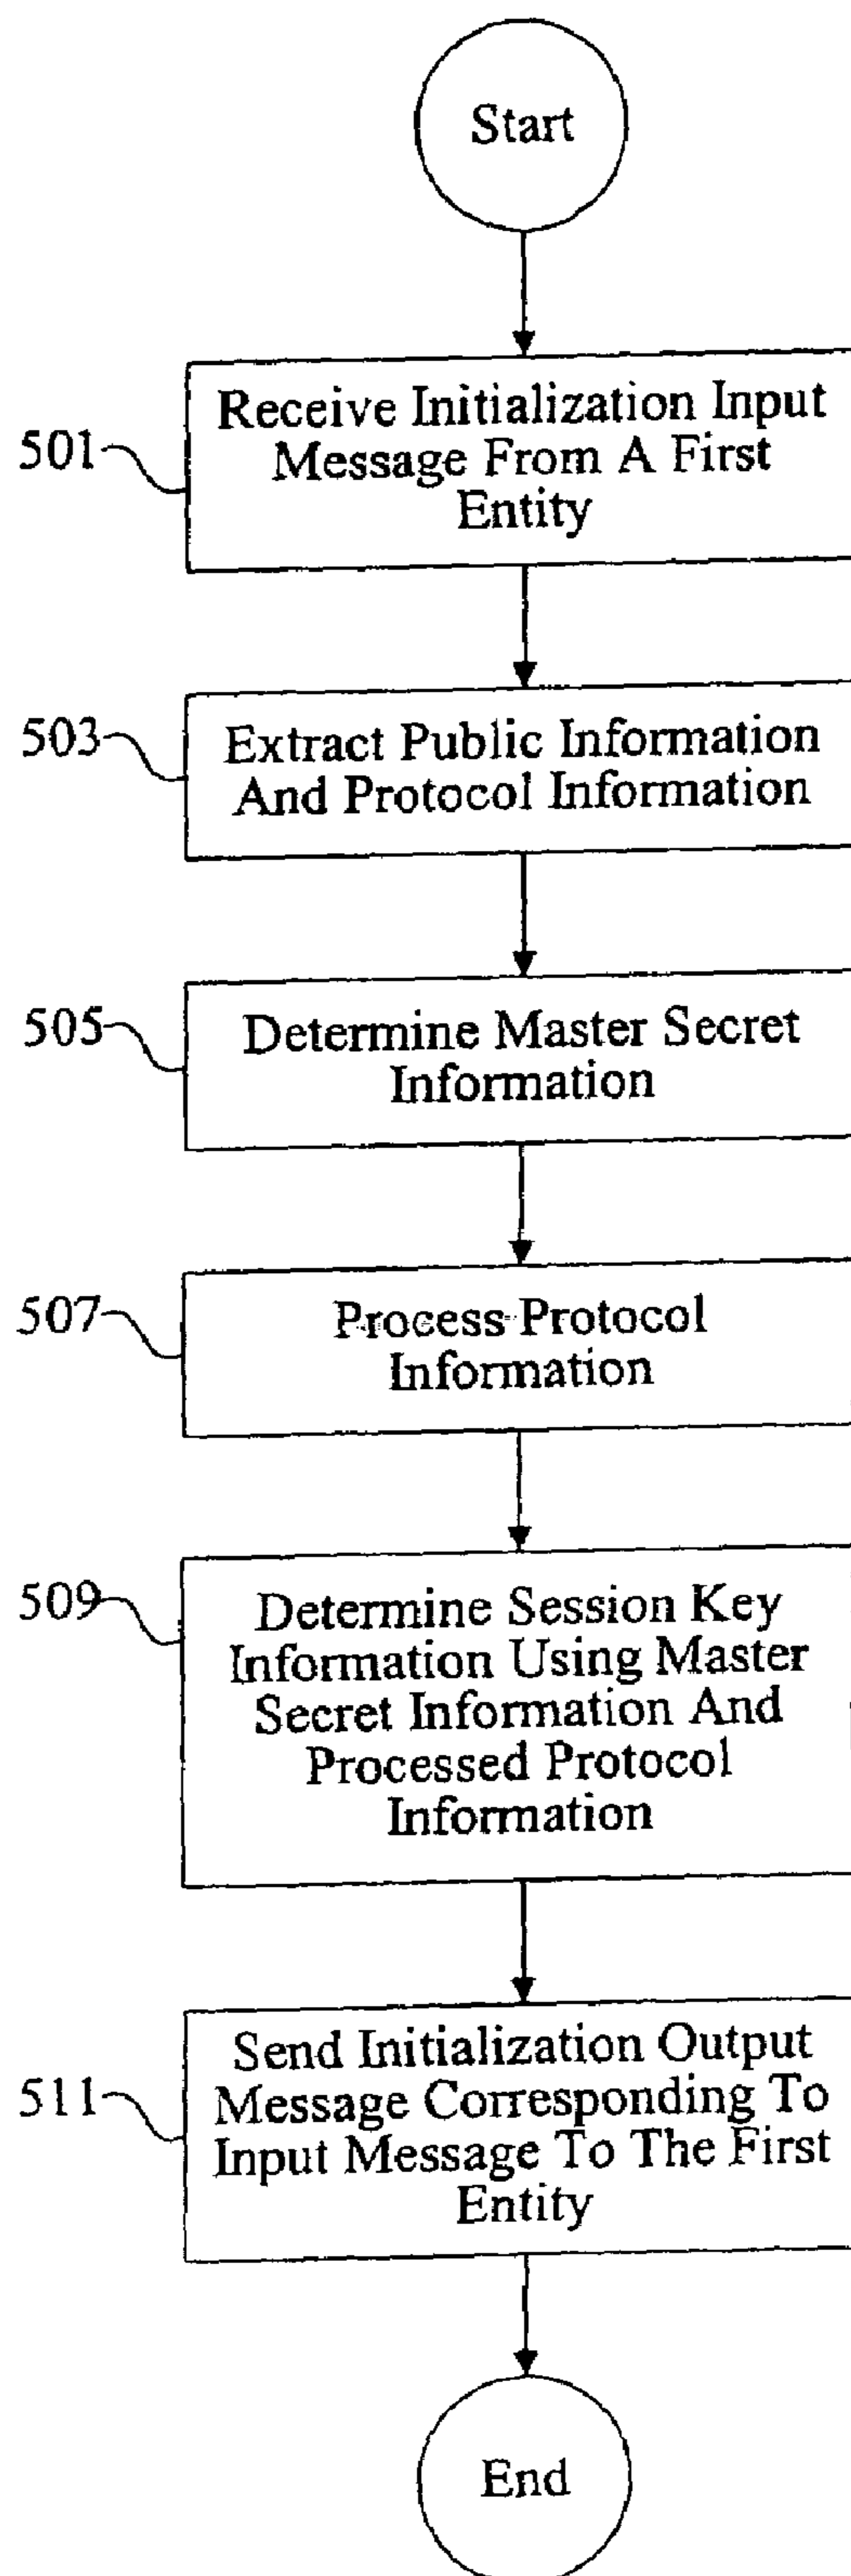 Start
501
Receive Initialization Input
Message From A First
Entity
503
Extract Public Information
And Protocol Information
505
Determine Master Secret
Information
507
Process Protocol
Information
509
Determine Session Key
Information Using Master
Secret Information And
Processed Protocol
Information
511
Send Initialization Output
Message Corresponding To
Input Message To The First
Entity
End